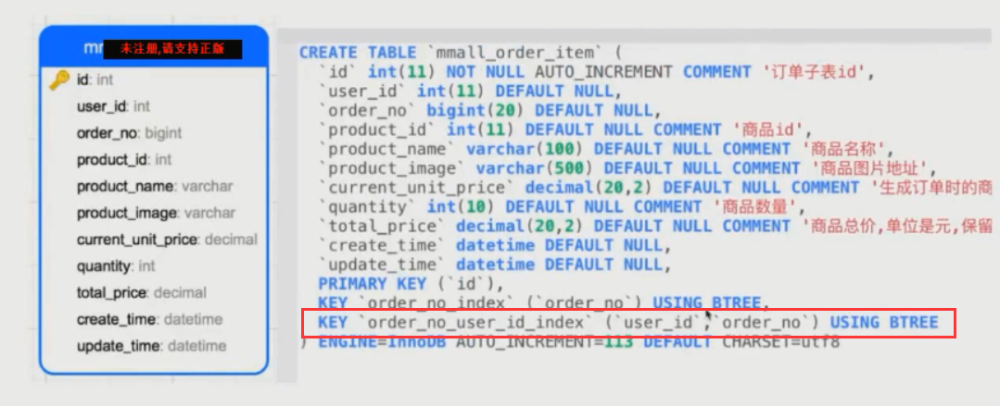 未注册,请支持正版
id: int
user_id: int
order_no: bigint
product_id: int
product_name: varchar
product_image: varchar
current_unit_price: decimal
quantity: int
total_price: decimal
create_time: datetime
update_time: datetime
CREATE TABLE `mmall_order_item` (
`id` int(11) NOT NULL AUTO_INCREMENT COMMENT '订单子表id',
`user_id` int(11) DEFAULT NULL,
`order_no` bigint(20) DEFAULT NULL,
`product_id` int(11) DEFAULT NULL COMMENT '商品id',
`product_name` varchar(100) DEFAULT NULL COMMENT '商品名称',
`product_image` varchar(500) DEFAULT NULL COMMENT '商品图片地址',
`current_unit_price` decimal(20,2) DEFAULT NULL COMMENT '生成订单时的商
`quantity` int(10) DEFAULT NULL COMMENT '商品数量',
`total_price` decimal(20,2) DEFAULT NULL COMMENT '商品总价,单位是元,保留
`create_time` datetime DEFAULT NULL,
`update_time` datetime DEFAULT NULL,
PRIMARY KEY (`id`),
KEY `order_no_index` (`order_no`) USING BTREE,
KEY `order_no_user_id_index` (`user_id`,`order_no`) USING BTREE
) ENGINE=InnoDB AUTO_INCREMENT=113 DEFAULT CHARSET=utf8